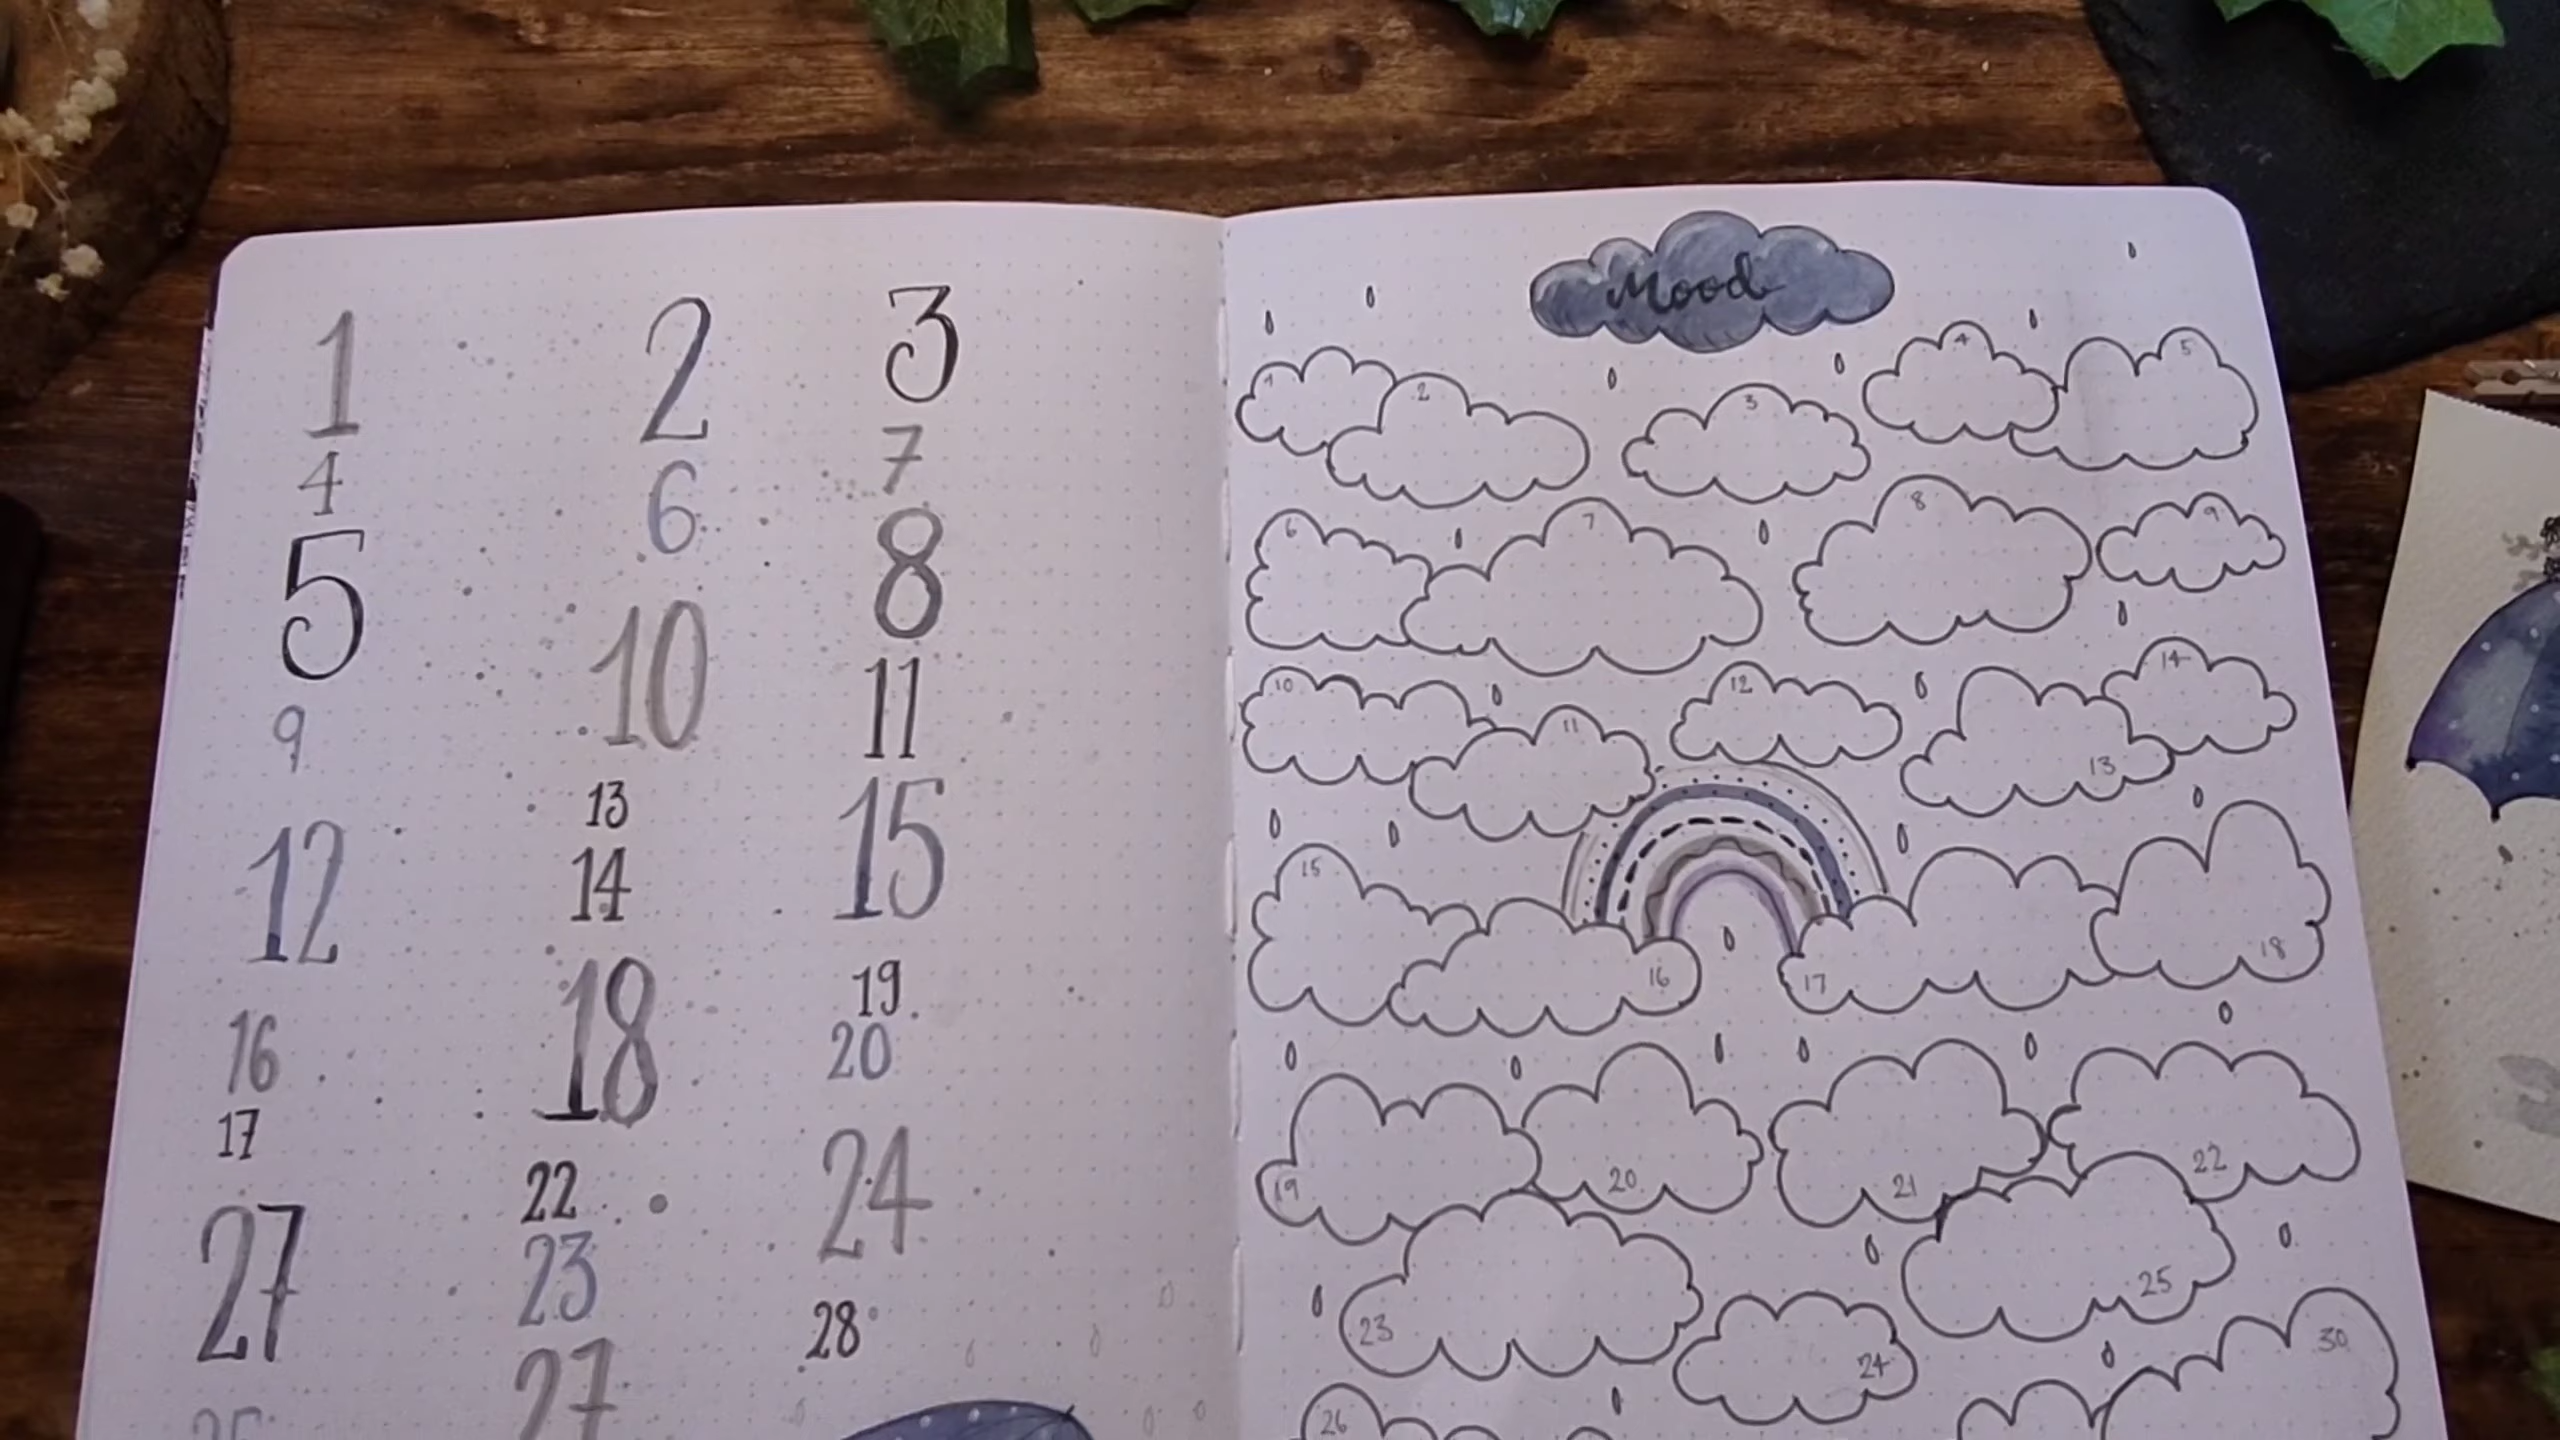 1 2 3
4 6 7
5 8
9 10 11
12 13 15
14
16 18 19
20
17
27 22 24
23 28
27
Mood
1 2 3 4 5
6 7 8 9
10 11 12 13 14
15 16 17 18
19 20 21 22
23 24 25
26 30